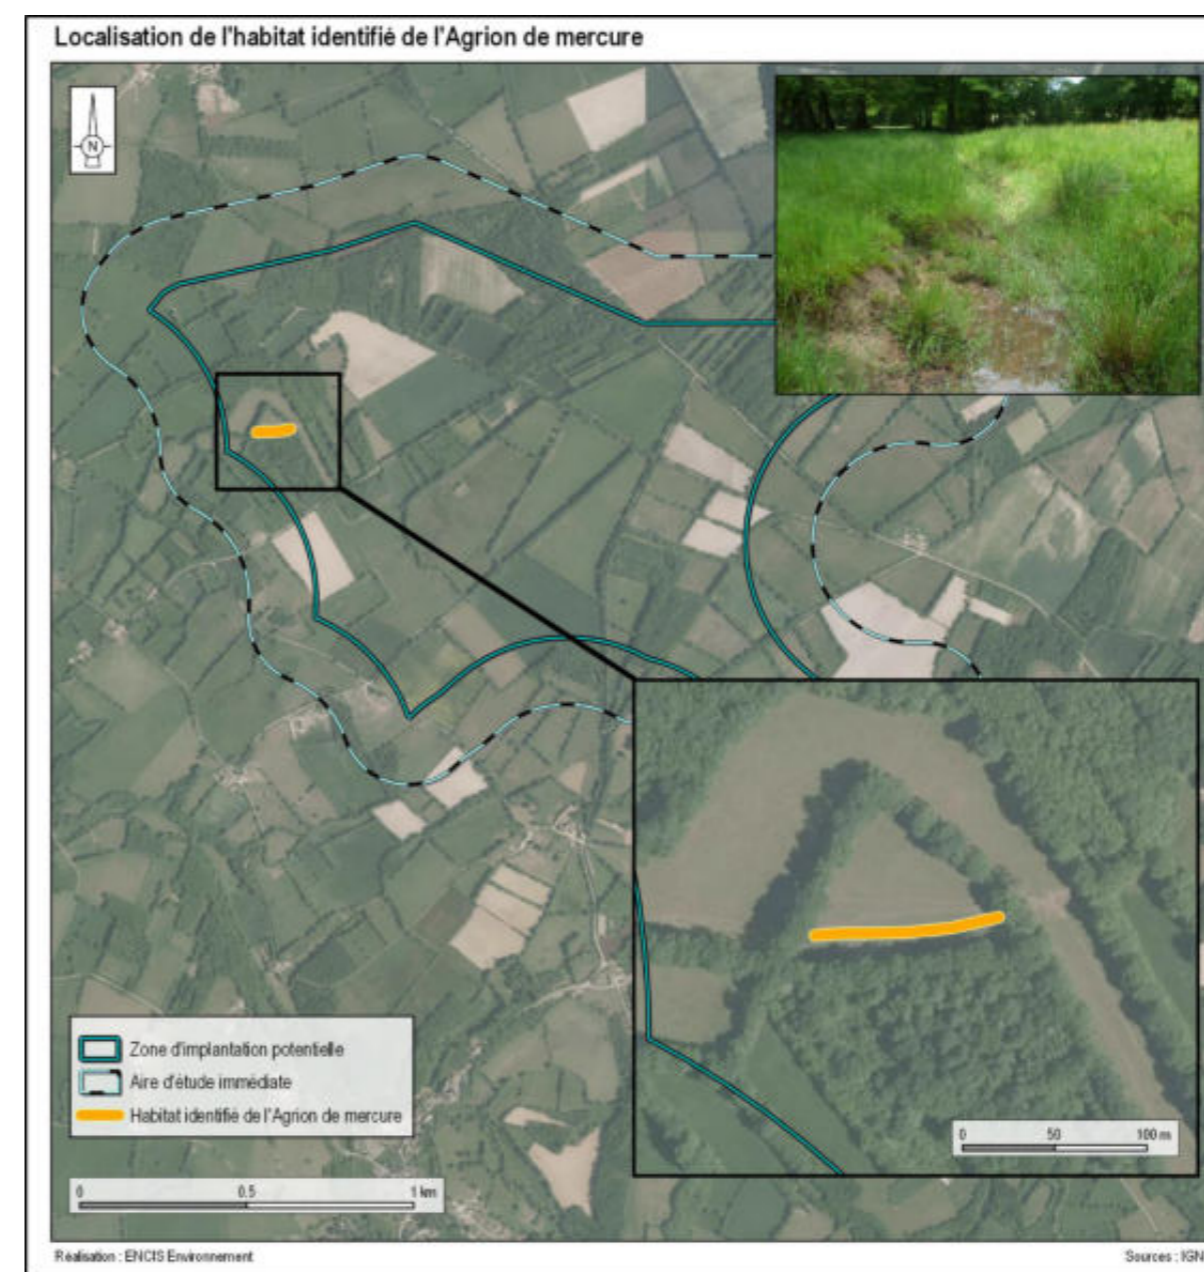 Localisation de l'habitat identifié de l'Agrion de mercure
N
Zone d'implantation potentielle
Aire d'étude immédiate
Habitat identifié de l'Agrion de mercure
0 0.5 1 km
0 50 100 m
Réalisation : ENCIS Environnement
Sources : IGN